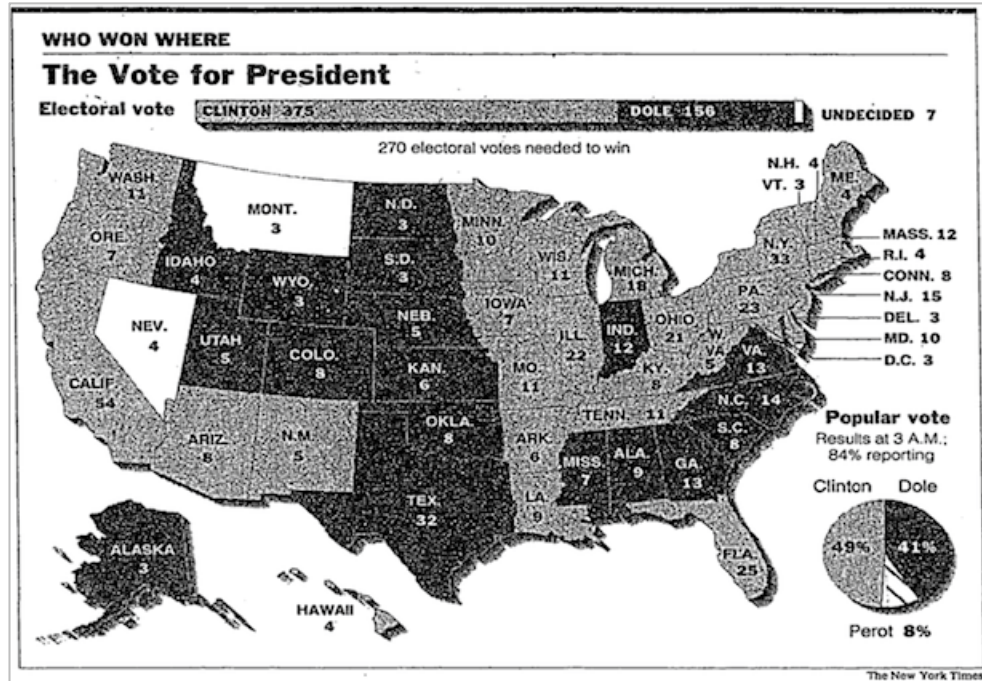 WHO WON WHERE
The Vote for President
Electoral vote
CLINTON 375
DOLE 156
UNDECIDED 7
270 electoral votes needed to win
WASH.
11
ORE.
7
CALIF.
54
NEV.
4
IDAHO
4
MONT.
3
WYO.
3
UTAH
5
COLO.
8
ARIZ.
8
N.M.
5
N.D.
3
S.D.
3
NEB.
5
KAN.
6
OKLA.
8
TEX.
32
MINN.
10
IOWA
7
MO.
11
ARK.
6
LA.
9
WIS.
11
ILL.
22
MICH.
18
IND.
12
OHIO
21
KY.
8
TENN. 11
MISS.
7
ALA.
9
GA.
13
FLA.
25
S.C.
8
N.C. 14
VA.
13
W
VA
5
PA.
23
N.Y.
33
ME.
4
N.H. 4
VT. 3
MASS. 12
R.I. 4
CONN. 8
N.J. 15
DEL. 3
MD. 10
D.C. 3
ALASKA
3
HAWAII
4
Popular vote
Results at 3 A.M.;
84% reporting
Clinton Dole
49% 41%
Perot 8%
The New York Times